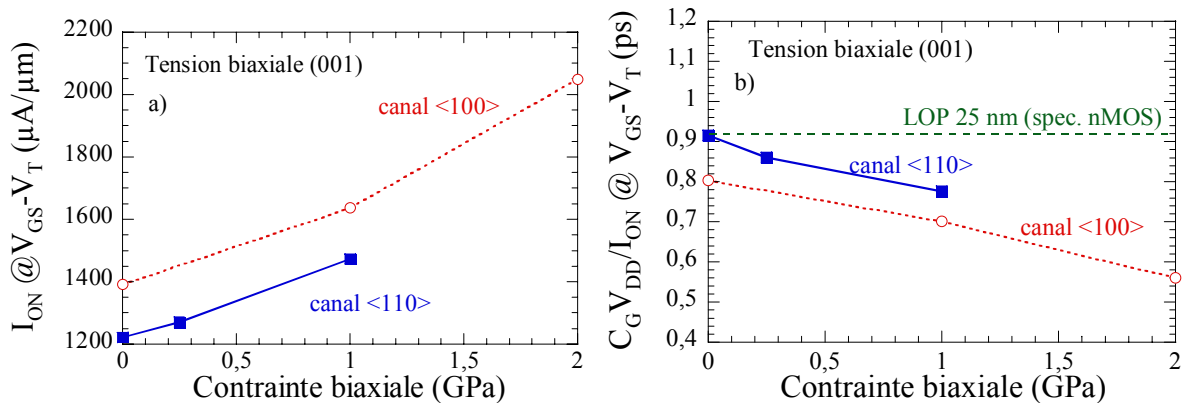 I_ON @V_GS-V_T (µA/µm)
2200
2000
1800
1600
1400
1200
Tension biaxiale (001)
a)
canal <100>
canal <110>
0
0,5
1
1,5
2
Contrainte biaxiale (GPa)
C_G V_DD/I_ON @ V_GS-V_T (ps)
1,2
1,1
1
0,9
0,8
0,7
0,6
0,5
0,4
Tension biaxiale (001)
b)
LOP 25 nm (spec. nMOS)
canal <110>
canal <100>
0
0,5
1
1,5
2
Contrainte biaxiale (GPa)